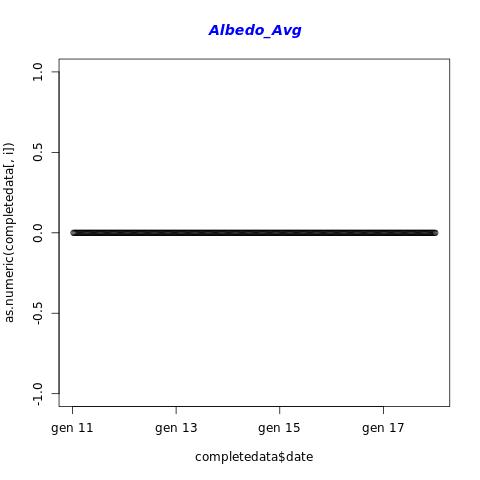 Albedo_Avg
as.numeric(completedata[, i])
1.0
0.5
0.0
-0.5
-1.0
gen 11 gen 13 gen 15 gen 17
completedata$date